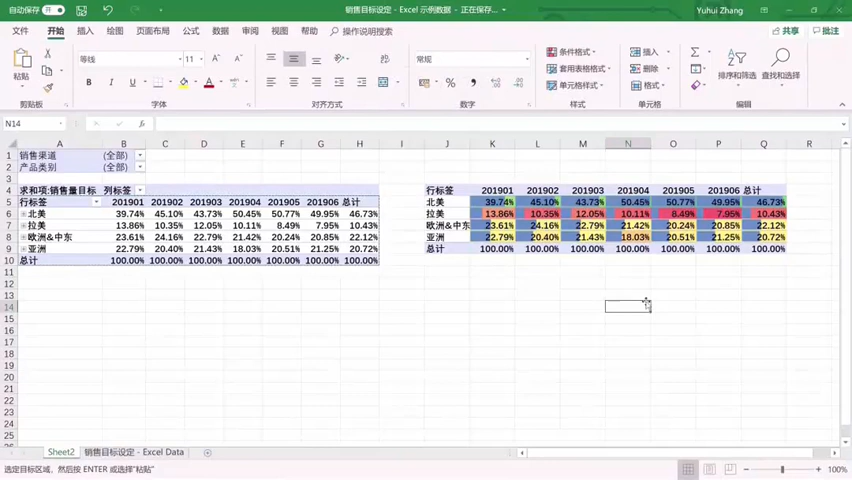 自动保存 开 销售目标设定 - Excel 示例数据 - 正在保存... Yuhui Zhang
文件 开始 插入 绘图 页面布局 公式 数据 审阅 视图 帮助 操作说明搜索 共享 批注
粘贴 等线 11 常规 条件格式 套用表格格式 单元格样式 插入 删除 格式 排序和筛选 查找和选择
剪贴板 字体 对齐方式 数字 样式 单元格 编辑
N14 fx
A B C D E F G H I J K L M N O P Q R
1 销售渠道 (全部)
2 产品类别 (全部)
3
4 求和项:销售量目标 列标签 行标签 201901 201902 201903 201904 201905 201906 总计
5 行标签 201901 201902 201903 201904 201905 201906 总计 北美 39.74% 45.10% 43.73% 50.45% 50.77% 49.95% 46.73%
6 北美 39.74% 45.10% 43.73% 50.45% 50.77% 49.95% 46.73% 拉美 13.86% 10.35% 12.05% 10.11% 8.49% 7.95% 10.43%
7 拉美 13.86% 10.35% 12.05% 10.11% 8.49% 7.95% 10.43% 欧洲&中东 23.61% 24.16% 22.79% 21.42% 20.24% 20.85% 22.12%
8 欧洲&中东 23.61% 24.16% 22.79% 21.42% 20.24% 20.85% 22.12% 亚洲 22.79% 20.40% 21.43% 18.03% 20.51% 21.25% 20.72%
9 亚洲 22.79% 20.40% 21.43% 18.03% 20.51% 21.25% 20.72% 总计 100.00% 100.00% 100.00% 100.00% 100.00% 100.00% 100.00%
10 总计 100.00% 100.00% 100.00% 100.00% 100.00% 100.00% 100.00%
11
12
13
14
15
16
17
18
19
20
21
22
23
24
25
Sheet2 销售目标设定 - Excel Data
选定目标区域，然后按 ENTER 或选择"粘贴" 100%